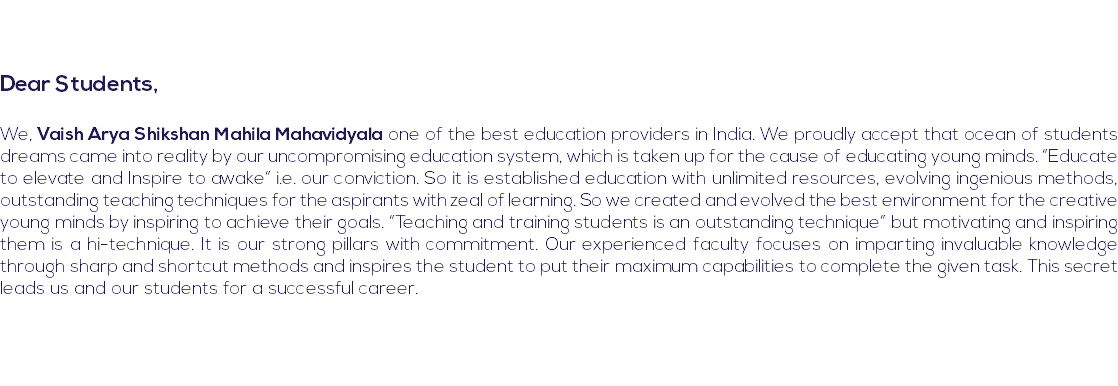 Dear Students,
We, Vaish Arya Shikshan Mahila Mahavidyala one of the best education providers in India. We proudly accept that ocean of students
dreams came into reality by our uncompromising education system, which is taken up for the cause of educating young minds. “Educate
to elevate and Inspire to awake” i.e. our conviction. So it is established education with unlimited resources, evolving ingenious methods,
outstanding teaching techniques for the aspirants with zeal of learning. So we created and evolved the best environment for the creative
young minds by inspiring to achieve their goals. “Teaching and training students is an outstanding technique” but motivating and inspiring
them is a hi-technique. It is our strong pillars with commitment. Our experienced faculty focuses on imparting invaluable knowledge
through sharp and shortcut methods and inspires the student to put their maximum capabilities to complete the given task. This secret
leads us and our students for a successful career.